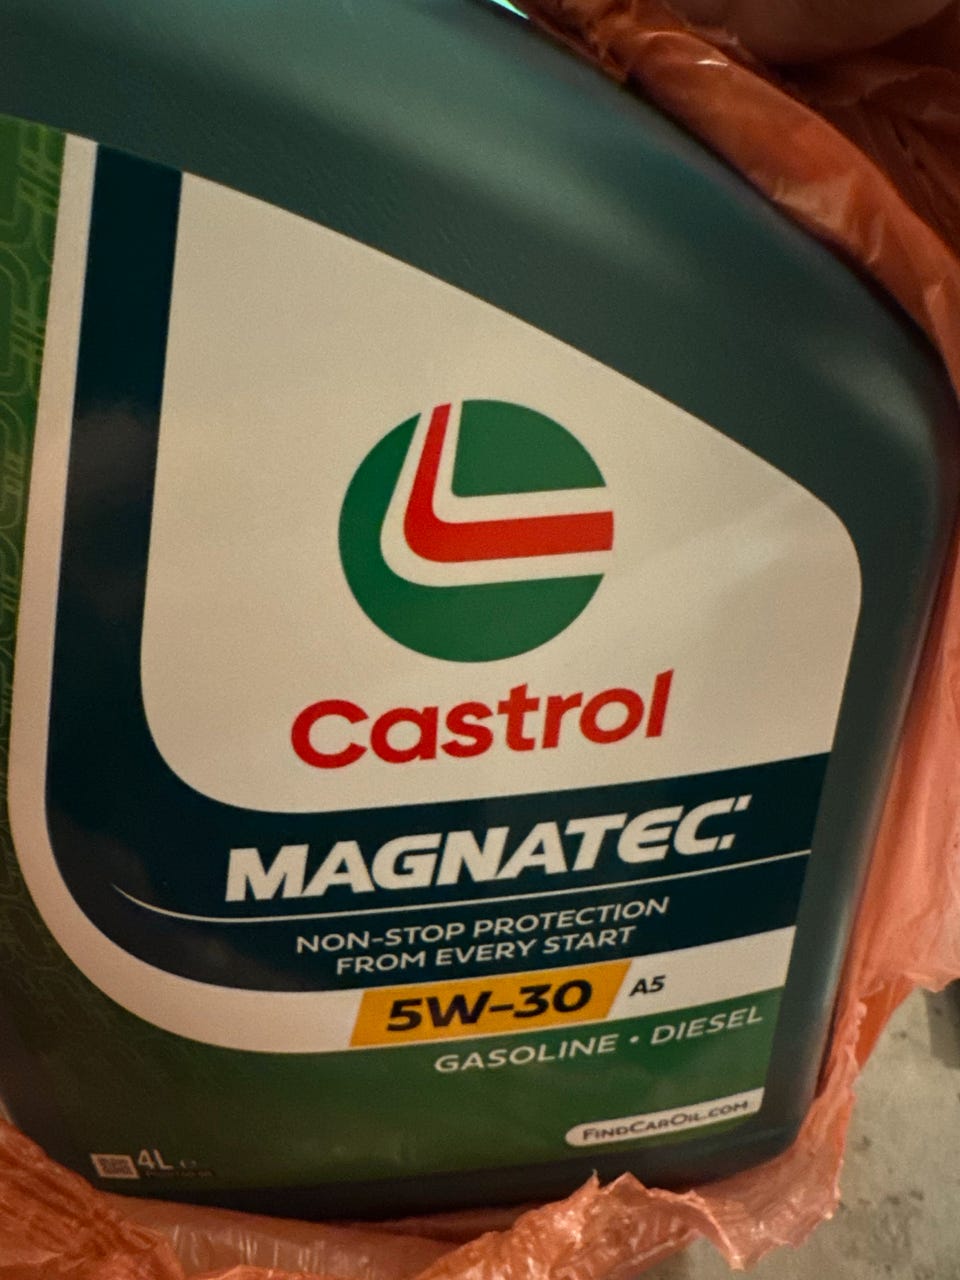 Castrol
MAGNATEC
NON-STOP PROTECTION
FROM EVERY START
5W-30 A5
GASOLINE • DIESEL
FINDCAROIL.COM
4L e